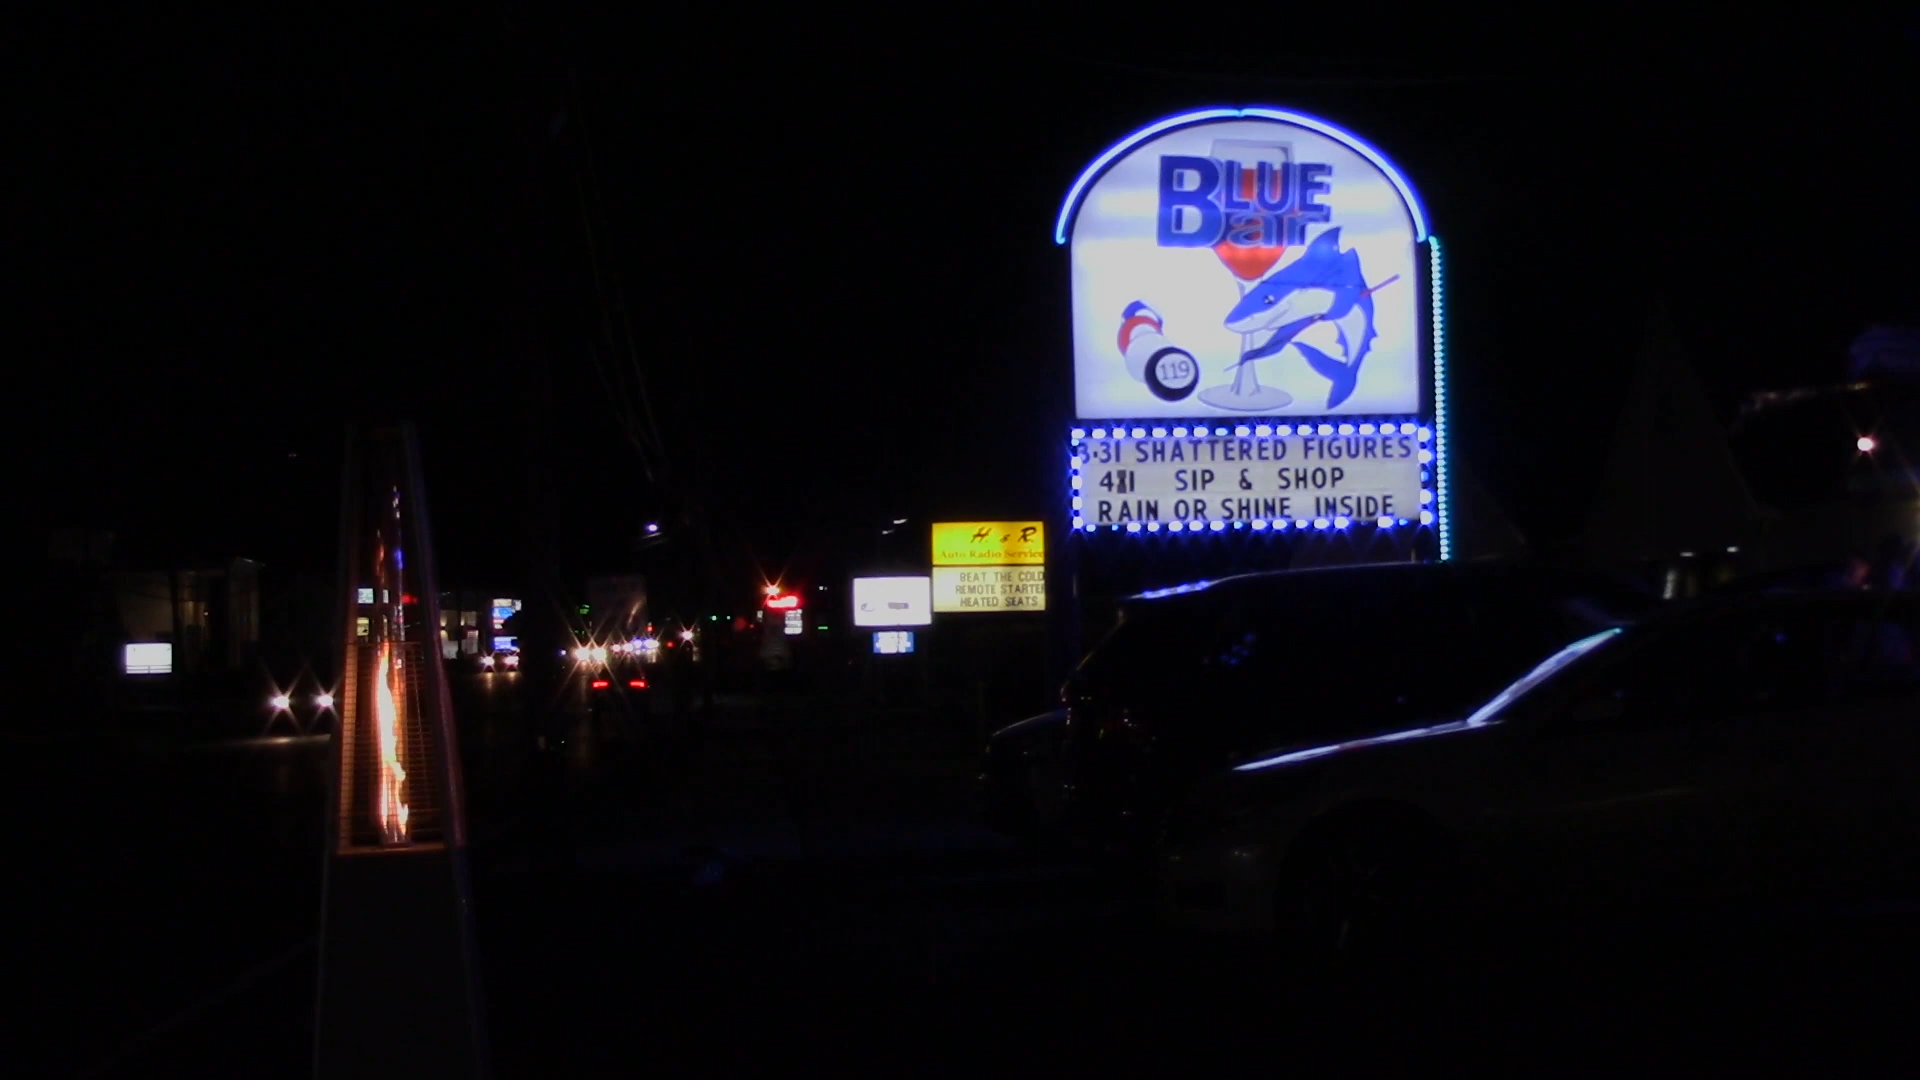 BLUE
Bar
119
3·31 SHATTERED FIGURES
4 1 SIP & SHOP
RAIN OR SHINE INSIDE
H & R
Auto Radio Service
BEAT THE COLD
REMOTE STARTER
HEATED SEATS